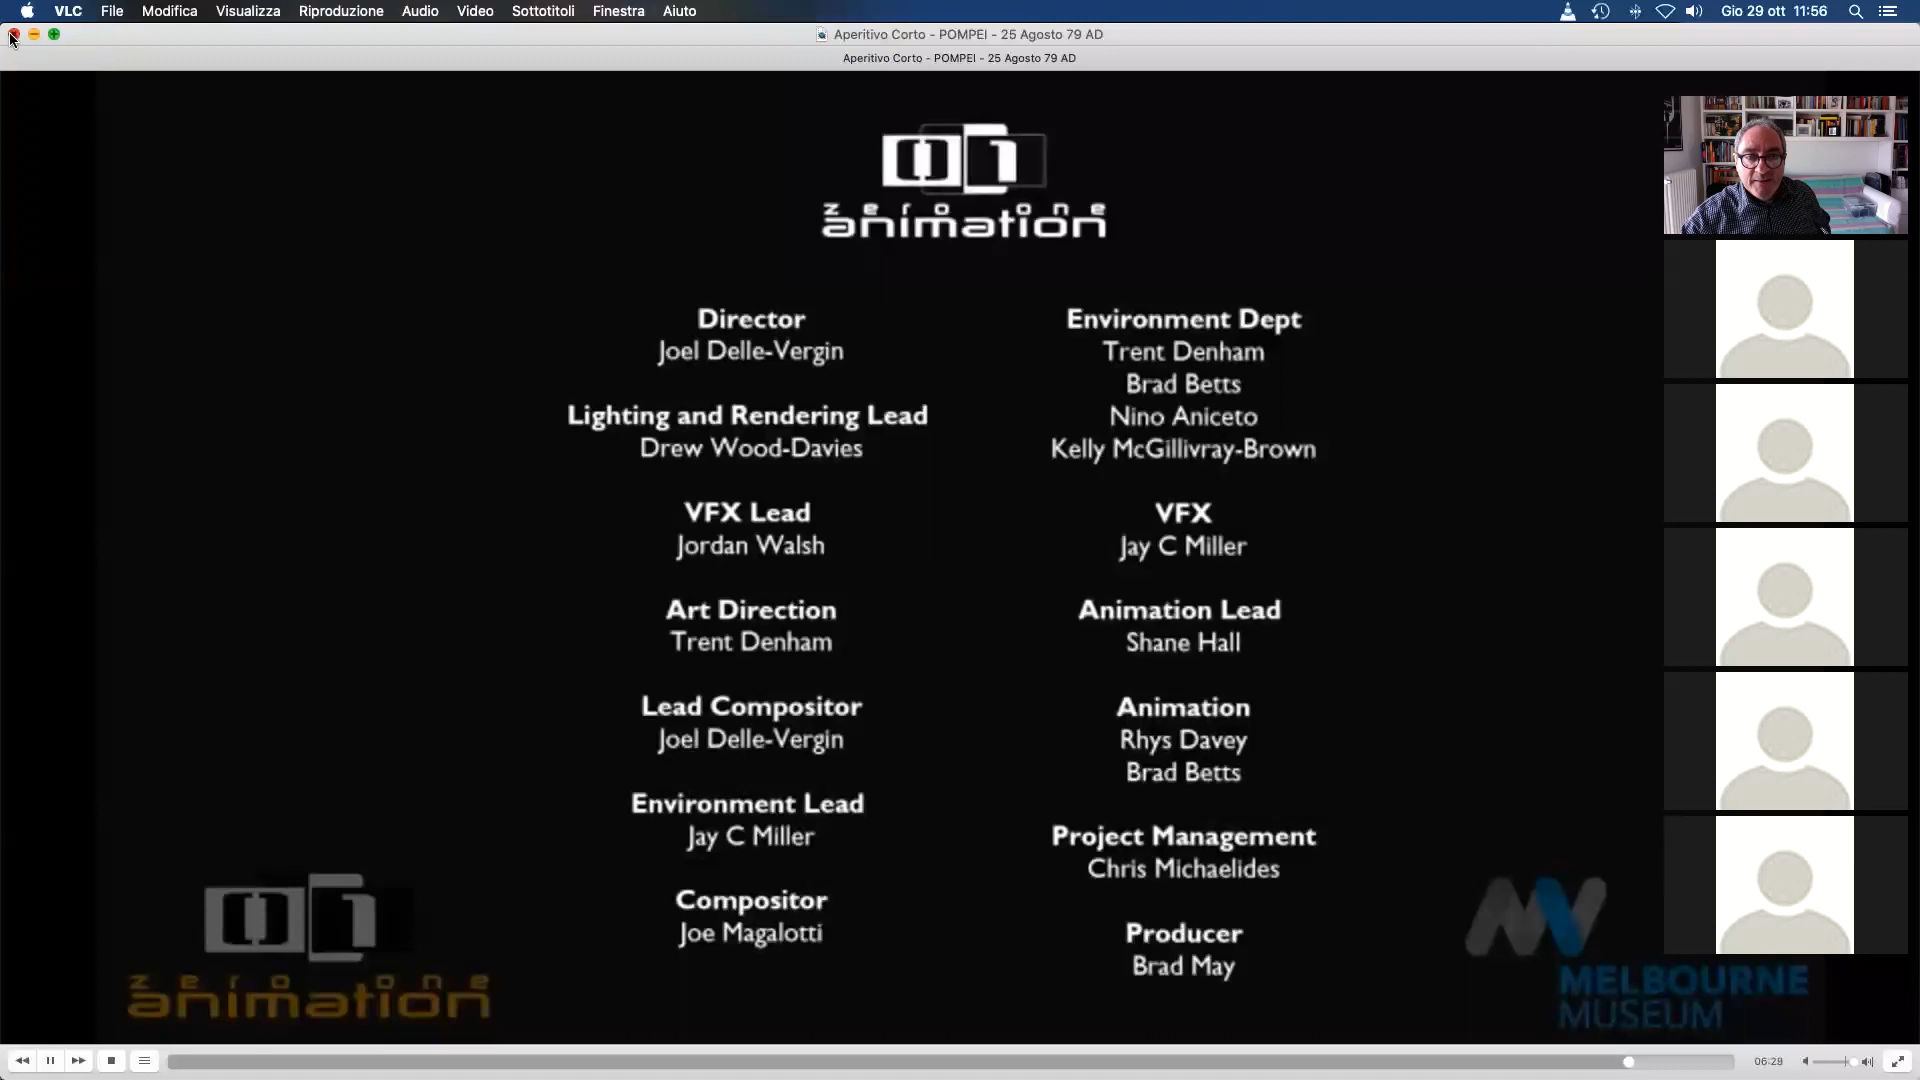 VLC File Modifica Visualizza Riproduzione Audio Video Sottotitoli Finestra Aiuto Gio 29 ott 11:56
Aperitivo Corto - POMPEI - 25 Agosto 79 AD
Aperitivo Corto - POMPEI - 25 Agosto 79 AD
01
zero one
animation
Director
Joel Delle-Vergin
Lighting and Rendering Lead
Drew Wood-Davies
VFX Lead
Jordan Walsh
Art Direction
Trent Denham
Lead Compositor
Joel Delle-Vergin
Environment Lead
Jay C Miller
Compositor
Joe Magalotti
Environment Dept
Trent Denham
Brad Betts
Nino Aniceto
Kelly McGillivray-Brown
VFX
Jay C Miller
Animation Lead
Shane Hall
Animation
Rhys Davey
Brad Betts
Project Management
Chris Michaelides
Producer
Brad May
01
zero one
animation
MV
MELBOURNE
MUSEUM
06:28